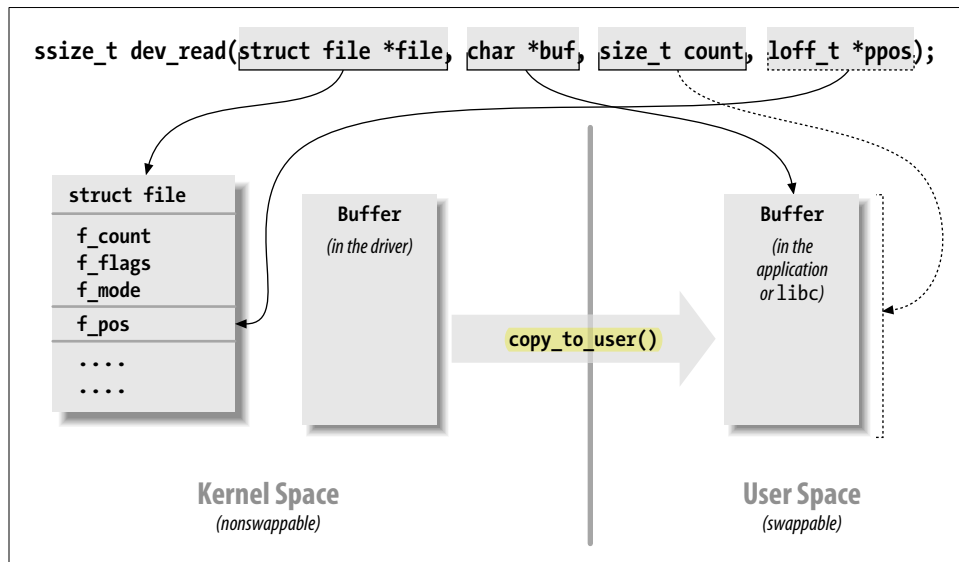 ssize_t dev_read(struct file *file, char *buf, size_t count, loff_t *ppos);
struct file
f_count
f_flags
f_mode
f_pos
....
....
Buffer
(in the driver)
copy_to_user()
Buffer
(in the
application
or libc)
Kernel Space
(nonswappable)
User Space
(swappable)